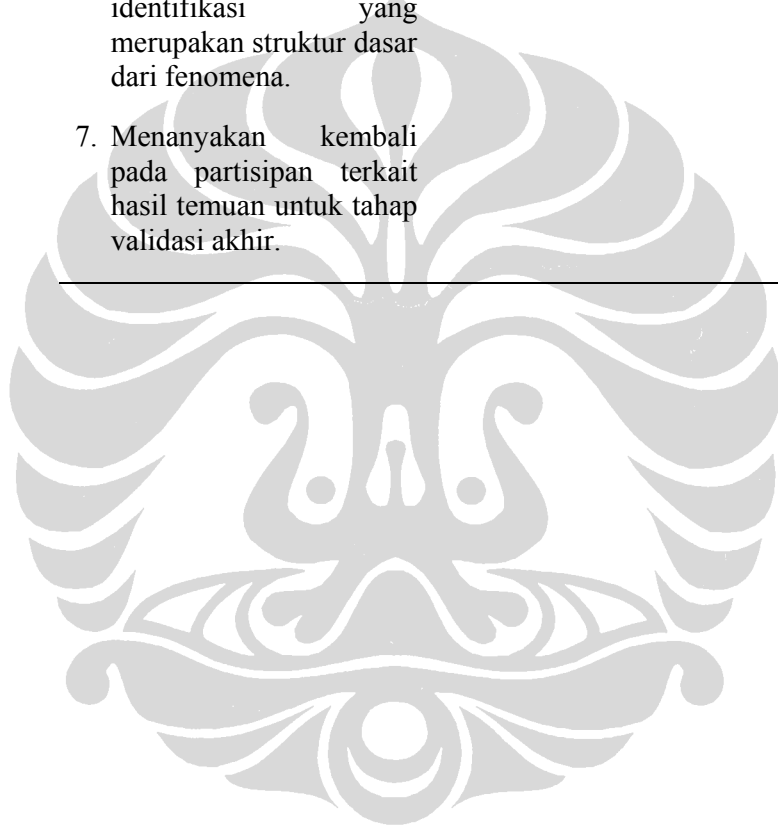 identifikasi yang
merupakan struktur dasar
dari fenomena.
7. Menanyakan kembali
pada partisipan terkait
hasil temuan untuk tahap
validasi akhir.